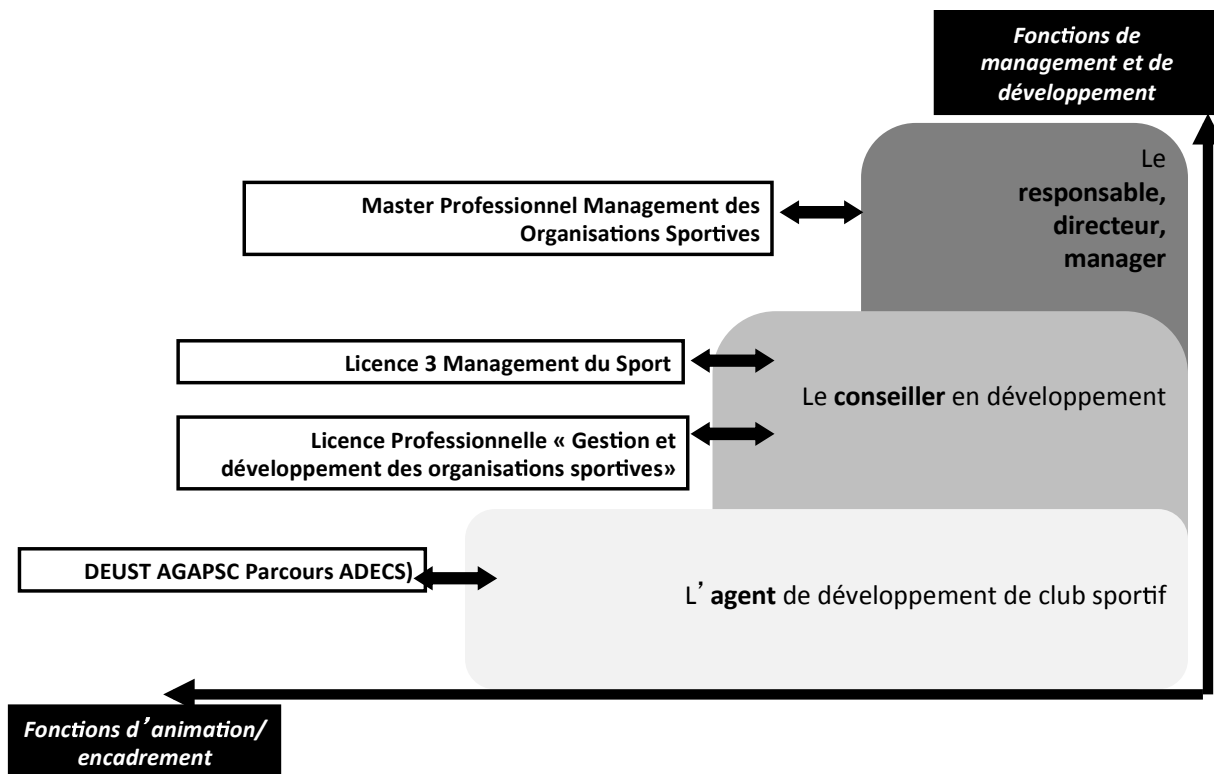 Fonctions de
management et de
développement
Le
responsable,
directeur,
manager
Master Professionnel Management des
Organisations Sportives
Licence 3 Management du Sport
Le conseiller en développement
Licence Professionnelle « Gestion et
développement des organisations sportives»
DEUST AGAPSC Parcours ADECS)
L’ agent de développement de club sportif
Fonctions d’animation/
encadrement